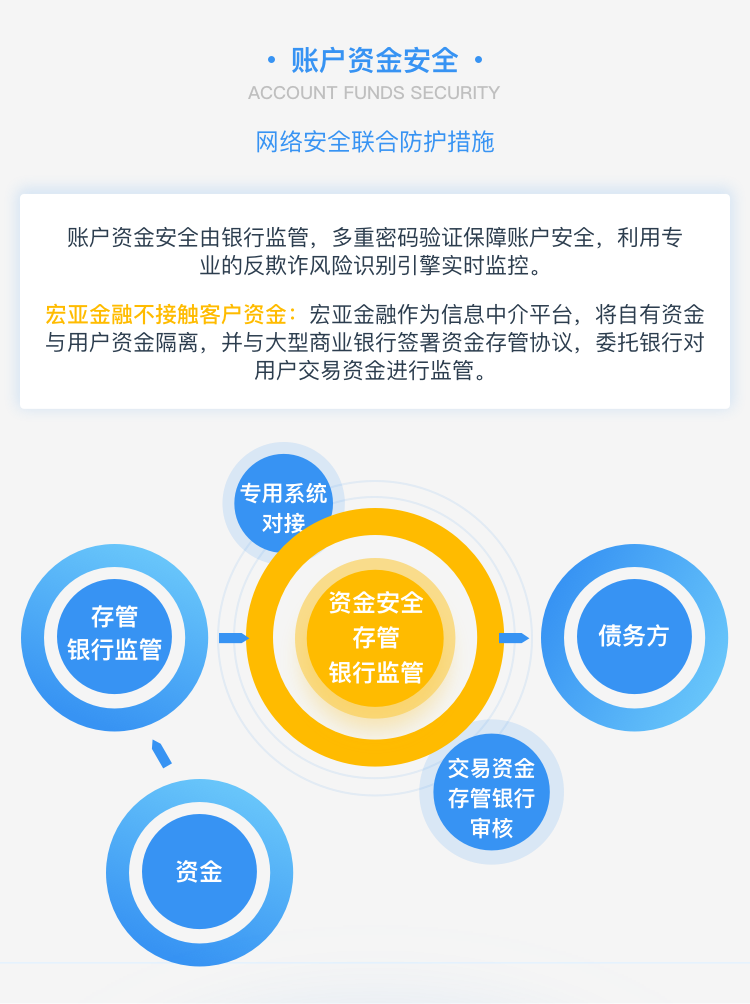 • 账户资金安全 •
ACCOUNT FUNDS SECURITY
网络安全联合防护措施
账户资金安全由银行监管，多重密码验证保障账户安全，利用专
业的反欺诈风险识别引擎实时监控。
宏亚金融不接触客户资金：宏亚金融作为信息中介平台，将自有资金
与用户资金隔离，并与大型商业银行签署资金存管协议，委托银行对
用户交易资金进行监管。
专用系统
对接
存管
银行监管
资金安全
存管
银行监管
债务方
交易资金
存管银行
审核
资金